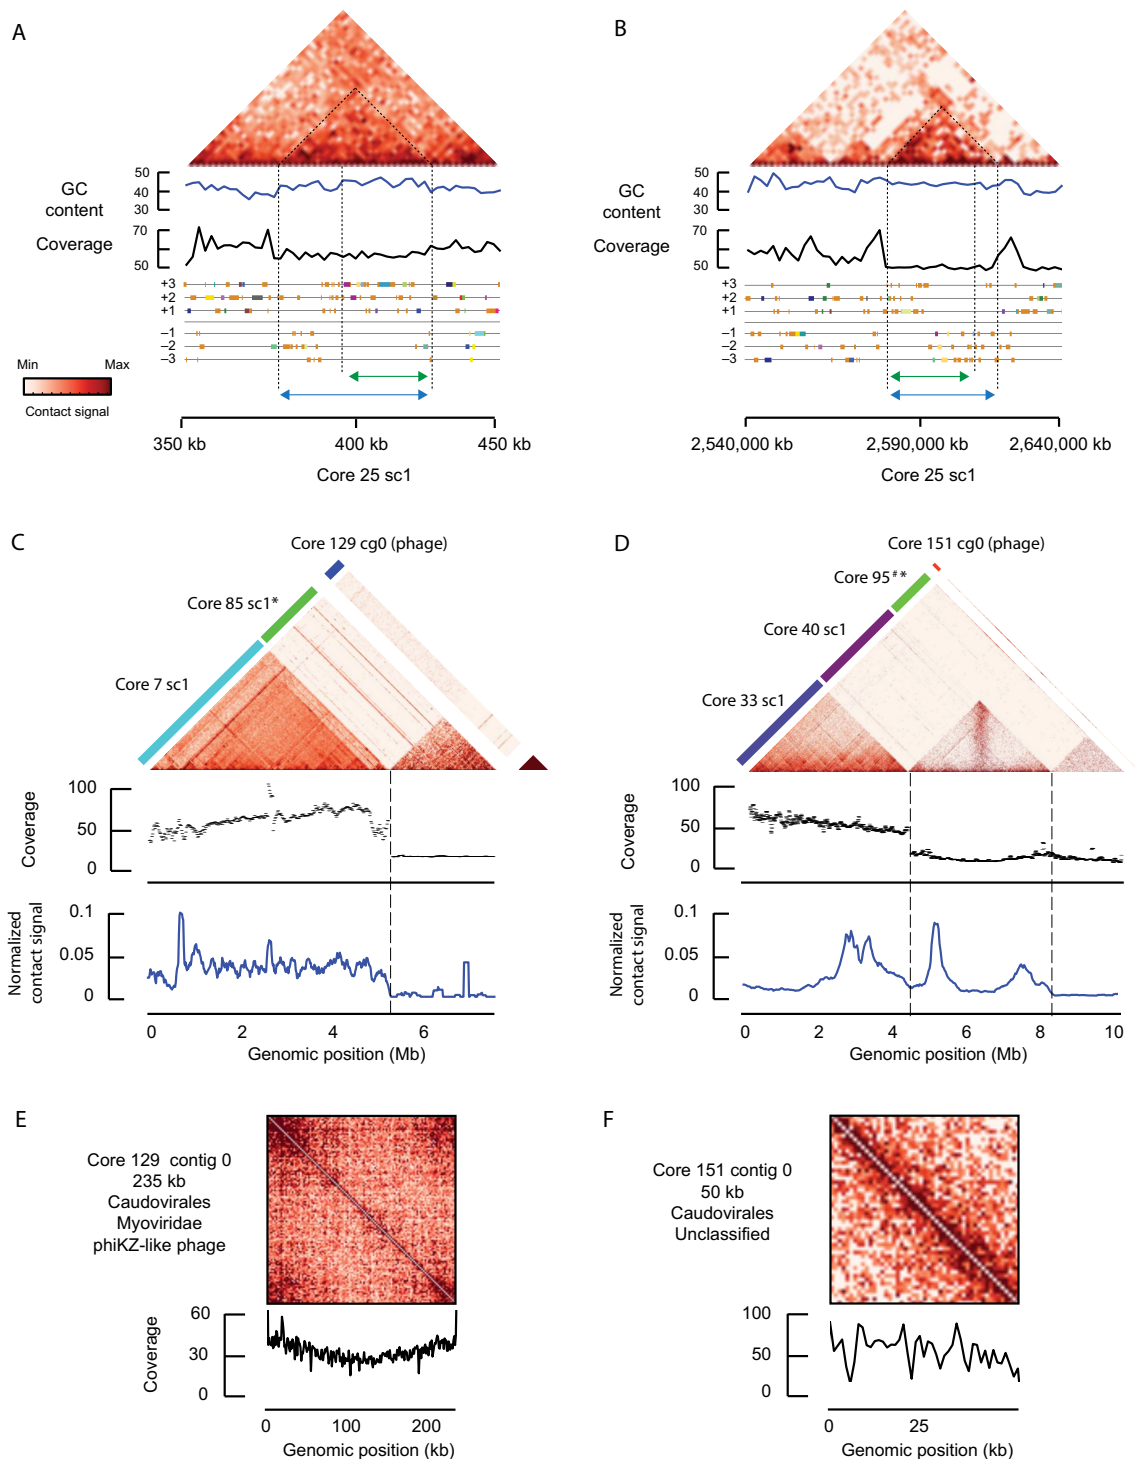 A
GC
content
50
40
30
Coverage
70
50
+3
+2
+1
−1
−2
−3
Min
Max
Contact signal
350 kb
400 kb
450 kb
Core 25 sc1
B
GC
content
50
40
30
Coverage
70
50
+3
+2
+1
−1
−2
−3
2,540,000 kb
2,590,000 kb
2,640,000 kb
Core 25 sc1
C
Core 129 cg0 (phage)
Core 85 sc1*
Core 7 sc1
Coverage
100
50
0
Normalized
contact signal
0.1
0.05
0
0
2
4
6
Genomic position (Mb)
D
Core 151 cg0 (phage)
Core 95#*
Core 40 sc1
Core 33 sc1
Coverage
100
50
0
Normalized
contact signal
0.1
0.05
0
0
2
4
6
8
10
Genomic position (Mb)
E
Core 129 contig 0
235 kb
Caudovirales
Myoviridae
phiKZ-like phage
Coverage
60
30
0
0
100
200
Genomic position (kb)
F
Core 151 contig 0
50 kb
Caudovirales
Unclassified
100
50
0
0
25
Genomic position (kb)